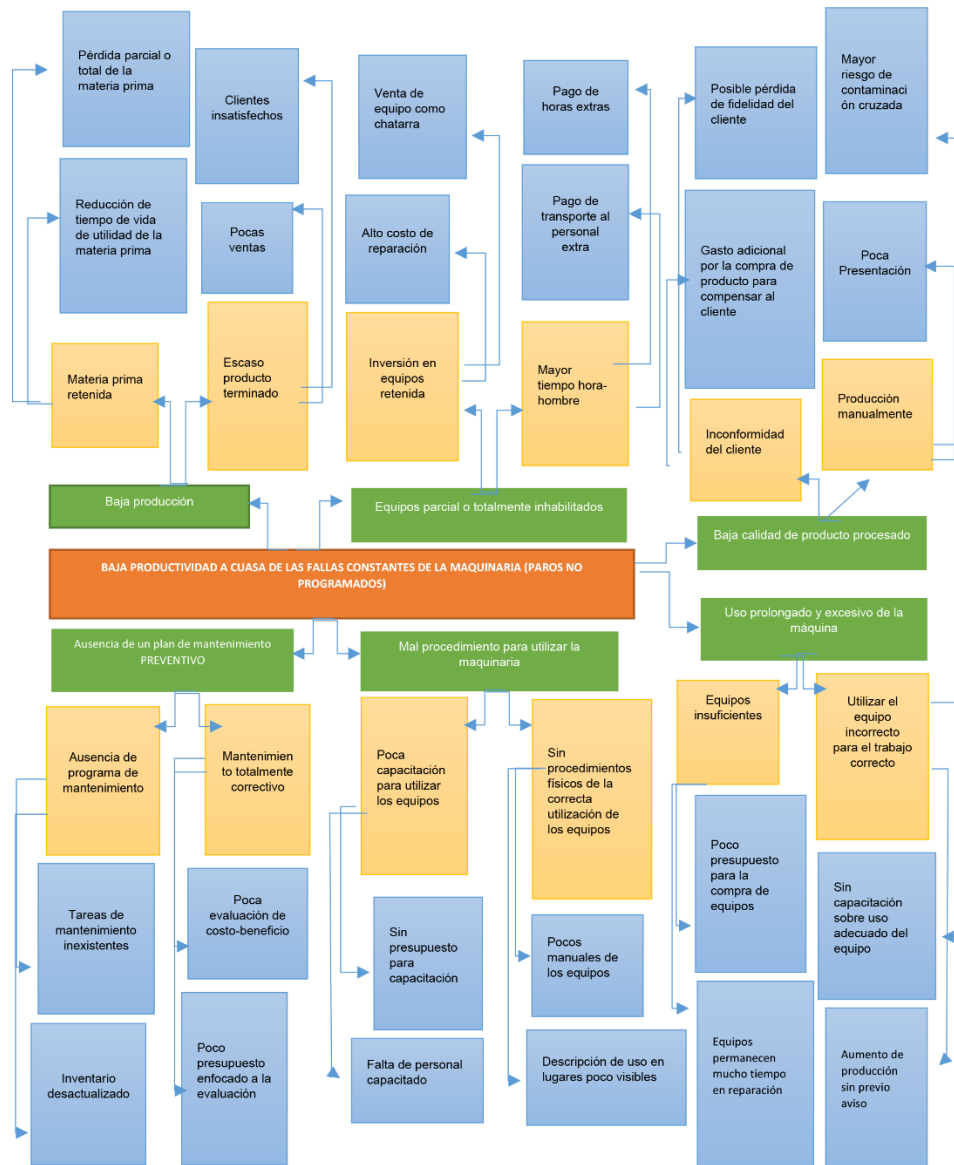 Pérdida parcial o
total de la
materia prima
Clientes
insatisfechos
Venta de
equipo como
chatarra
Pago de
horas extras
Posible pérdida
de fidelidad del
cliente
Mayor
riesgo de
contaminaci
ón cruzada
Reducción de
tiempo de vida
de utilidad de la
materia prima
Pocas
ventas
Alto costo de
reparación
Pago de
transporte al
personal
extra
Gasto adicional
por la compra de
producto para
compensar al
cliente
Poca
Presentación
Materia prima
retenida
Escaso
producto
terminado
Inversión en
equipos
retenida
Mayor
tiempo hora-
hombre
Inconformidad
del cliente
Producción
manualmente
Baja producción
Equipos parcial o totalmente inhabilitados
Baja calidad de producto procesado
BAJA PRODUCTIVIDAD A CUASA DE LAS FALLAS CONSTANTES DE LA MAQUINARIA (PAROS NO
PROGRAMADOS)
Ausencia de un plan de mantenimiento
PREVENTIVO
Mal procedimiento para utilizar la
maquinaria
Uso prolongado y excesivo de la
máquina
Ausencia de
programa de
mantenimiento
Mantenimien
to totalmente
correctivo
Poca
capacitación
para utilizar
los equipos
Sin
procedimientos
físicos de la
correcta
utilización de
los equipos
Equipos
insuficientes
Utilizar el
equipo
incorrecto
para el trabajo
correcto
Tareas de
mantenimiento
inexistentes
Poca
evaluación de
costo-beneficio
Sin
presupuesto
para
capacitación
Pocos
manuales de
los equipos
Poco
presupuesto
para la
compra de
equipos
Sin
capacitación
sobre uso
adecuado del
equipo
Inventario
desactualizado
Poco
presupuesto
enfocado a la
evaluación
Falta de personal
capacitado
Descripción de uso en
lugares poco visibles
Equipos
permanecen
mucho tiempo
en reparación
Aumento de
producción
sin previo
aviso